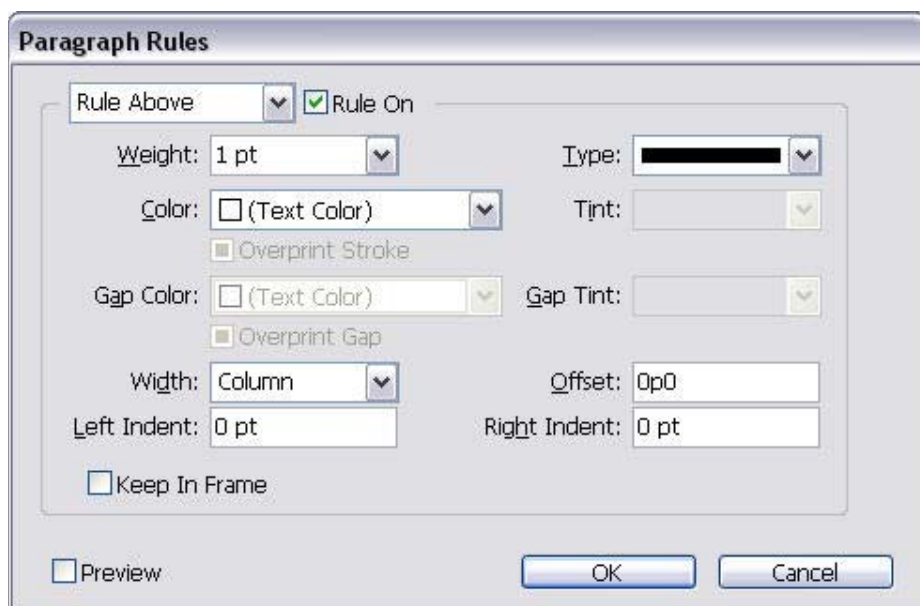 Paragraph Rules
Rule Above Rule On
Weight: 1 pt Type:
Color: (Text Color) Tint:
Overprint Stroke
Gap Color: (Text Color) Gap Tint:
Overprint Gap
Width: Column Offset: 0p0
Left Indent: 0 pt Right Indent: 0 pt
Keep In Frame
Preview OK Cancel